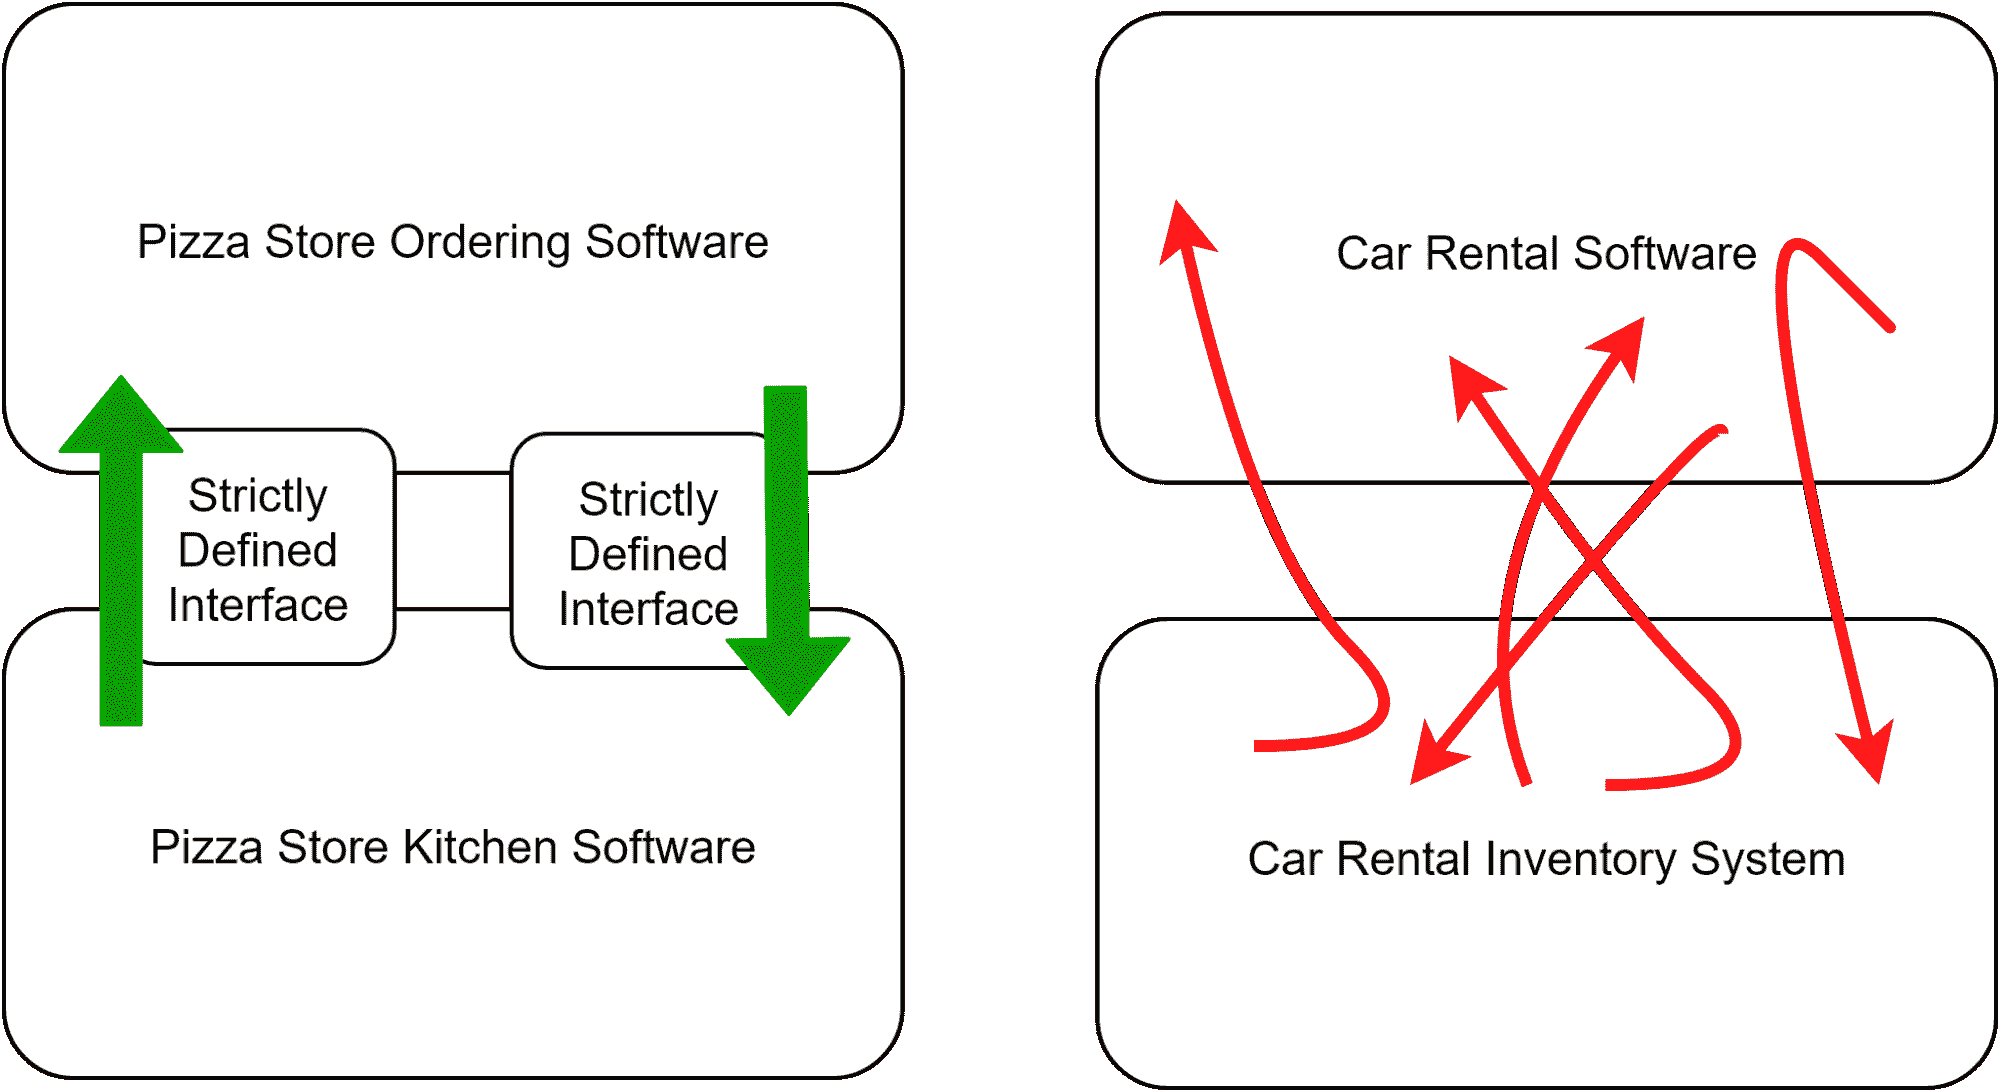 Pizza Store Ordering Software
Strictly
Defined
Interface
Strictly
Defined
Interface
Pizza Store Kitchen Software
Car Rental Software
Car Rental Inventory System